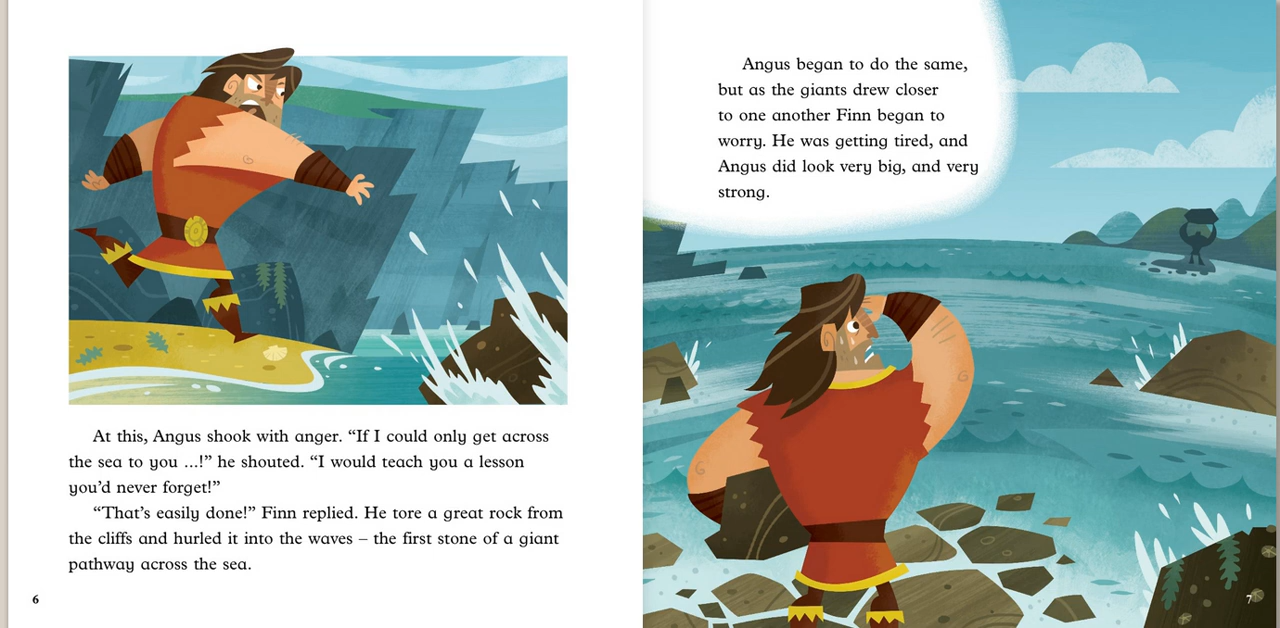 At this, Angus shook with anger. “If I could only get across
the sea to you ...!” he shouted. “I would teach you a lesson
you’d never forget!”
“That’s easily done!” Finn replied. He tore a great rock from
the cliffs and hurled it into the waves – the first stone of a giant
pathway across the sea.
6
Angus began to do the same,
but as the giants drew closer
to one another Finn began to
worry. He was getting tired, and
Angus did look very big, and very
strong.
7